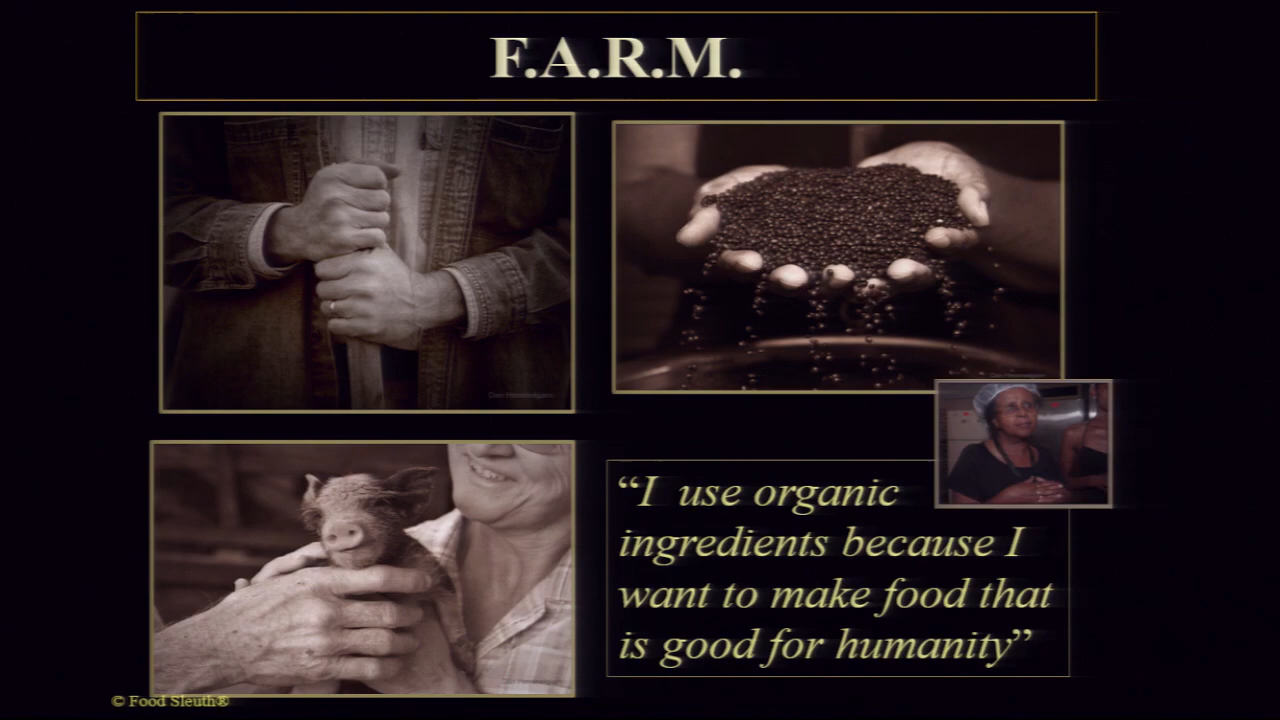 F.A.R.M.
“I use organic
ingredients because I
want to make food that
is good for humanity”
© Food Sleuth®